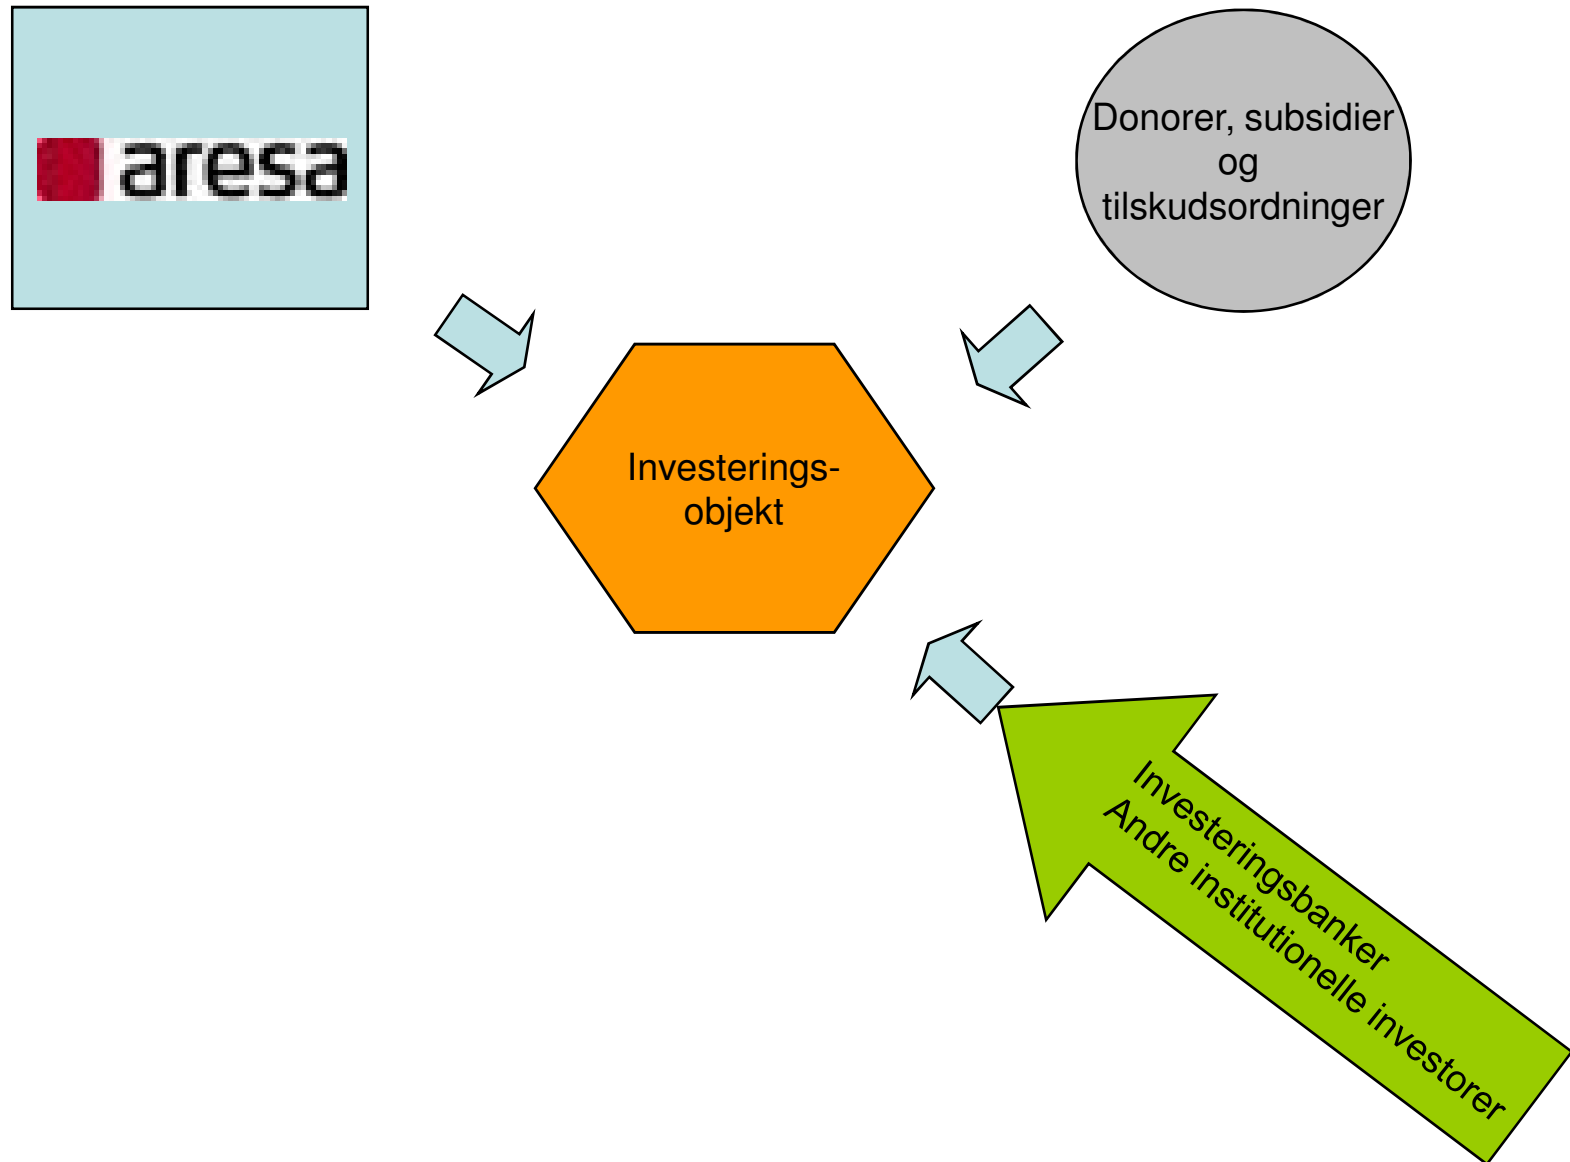 aresa
Donorer, subsidier
og
tilskudsordninger
Investerings-
objekt
Investeringsbanker
Andre institutionelle investorer